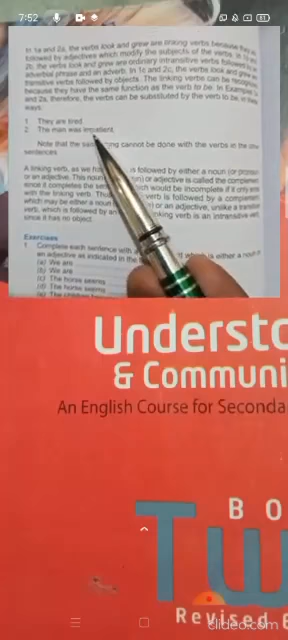 7:52
In 1a and 2a, the verbs look and grew are linking verbs because they are
followed by adjectives which modify the subjects of the verbs. In 1b and
2b, the verbs look and grew are ordinary intransitive verbs followed by
adverbial phrase and an adverb. In 1c and 2c, the verbs look and grew
transitive verbs followed by objects. The linking verbs can be recognised
because they have the same function as the verb to be. In Examples
and 2a, therefore, the verbs can be substituted by the verb to be, in these
ways:
1 They are tired
2 The man was impatient.
Note that the same cannot be done with the verbs in the other
sentences
A linking verb, as we is followed by either a noun (or pronoun
or an adjective. This noun or adjective is called the complement
since it completes the which would be incomplete if it only
with the linking verb. verb is followed by a complement
which may be either a noun or an adjective, unlike a transitive
verb, which is followed by an linking verb is an intransitive verb
since it has no object.
Exercises
1 Complete each sentence with which is either a noun
an adjective as indicated in the
(a) We are
(b) We are
(c) The horse seems
(d) The horse seems
(e) The children
Understa
& Communi
An English Course for Seconda
B O
Tw
Revised E
clideo.com